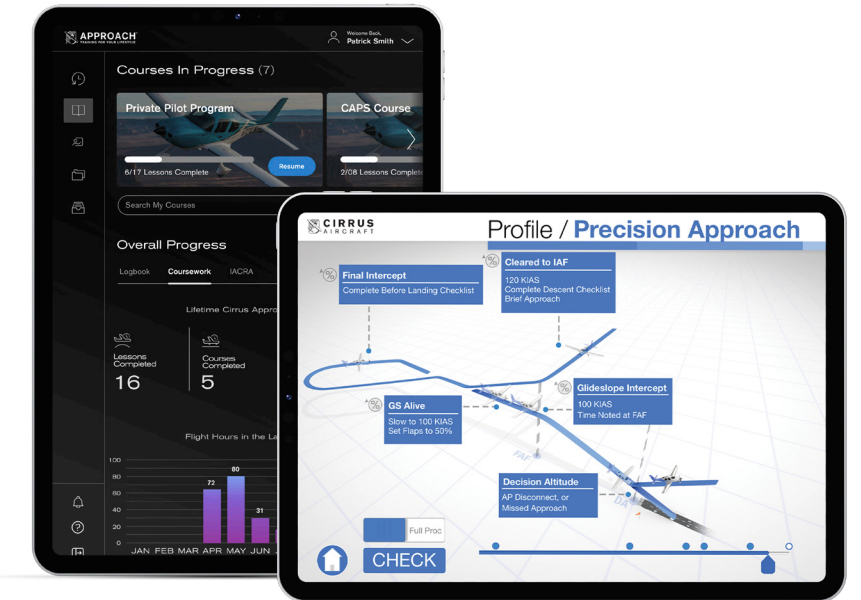 APPROACH
TRAINING FOR YOUR LIFESTYLE
Welcome Back,
Patrick Smith
Courses In Progress (7)
Private Pilot Program
6/17 Lessons Complete
Resume
CAPS Course
2/08 Lessons Complete
Search My Courses
Overall Progress
Logbook
Coursework
IACRA
Lifetime Cirrus Appro
Lessons
Completed
16
Courses
Completed
5
Flight Hours in the La
100
80
60
40
20
0
72
80
31
JAN FEB MAR APR MAY JUN
CIRRUS
AIRCRAFT
Profile / Precision Approach
Final Intercept
Complete Before Landing Checklist
Cleared to IAF
120 KIAS
Complete Descent Checklist
Brief Approach
GS Alive
Slow to 100 KIAS
Set Flaps to 50%
Glideslope Intercept
100 KIAS
Time Noted at FAF
FAF
Decision Altitude
AP Disconnect, or
Missed Approach
DA
Full Proc
CHECK